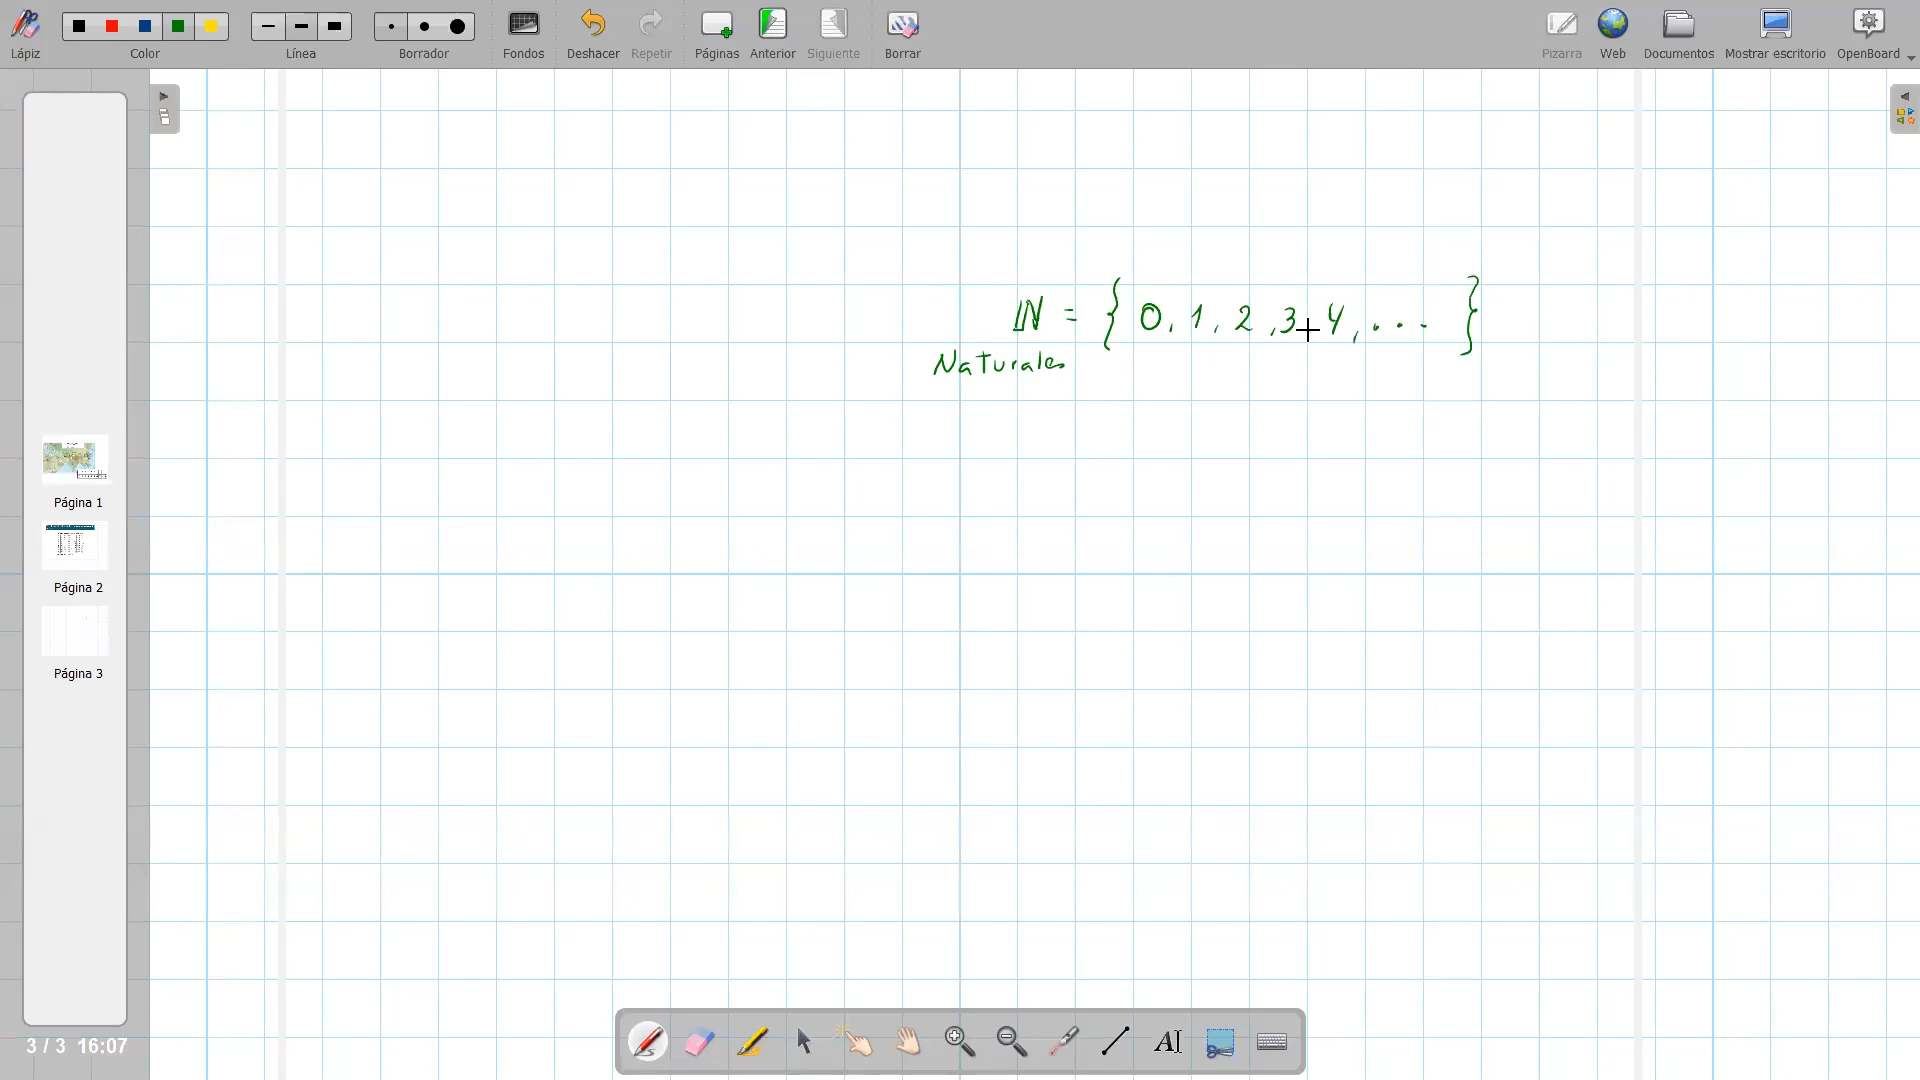 Lápiz
Color
Línea
Borrador
Fondos
Deshacer
Repetir
Páginas
Anterior
Siguiente
Borrar
Pizarra
Web
Documentos
Mostrar escritorio
OpenBoard
ℕ = { 0, 1, 2, 3, 4, ... }
Naturales
Página 1
Página 2
Página 3
3 / 3 16:07
AI